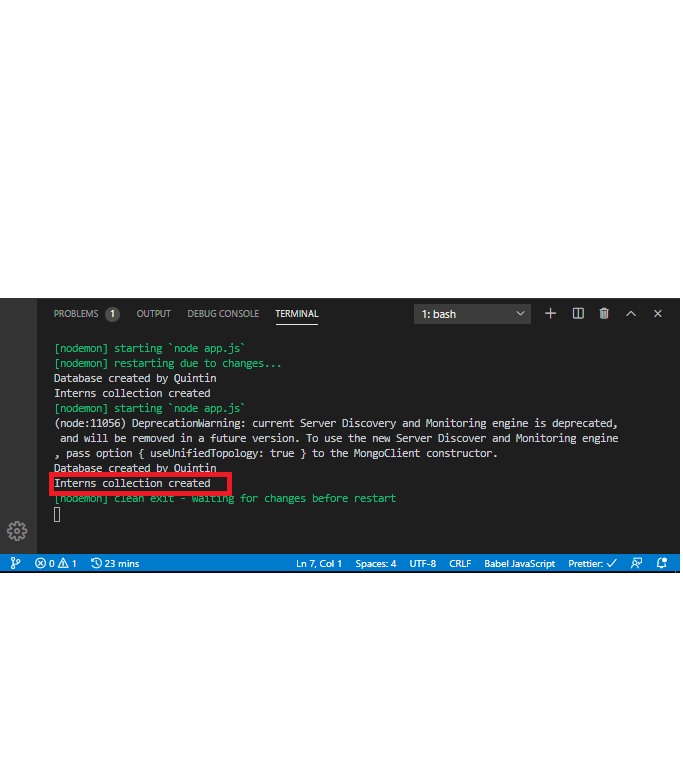 PROBLEMS 1 OUTPUT DEBUG CONSOLE TERMINAL 1: bash
[nodemon] starting `node app.js`
[nodemon] restarting due to changes...
Database created by Quintin
Interns collection created
[nodemon] starting `node app.js`
(node:11056) DeprecationWarning: current Server Discovery and Monitoring engine is deprecated,
and will be removed in a future version. To use the new Server Discover and Monitoring engine
, pass option { useUnifiedTopology: true } to the MongoClient constructor.
Database created by Quintin
Interns collection created
[nodemon] clean exit - waiting for changes before restart
0 1 23 mins Ln 7, Col 1 Spaces: 4 UTF-8 CRLF Babel JavaScript Prettier: ✓